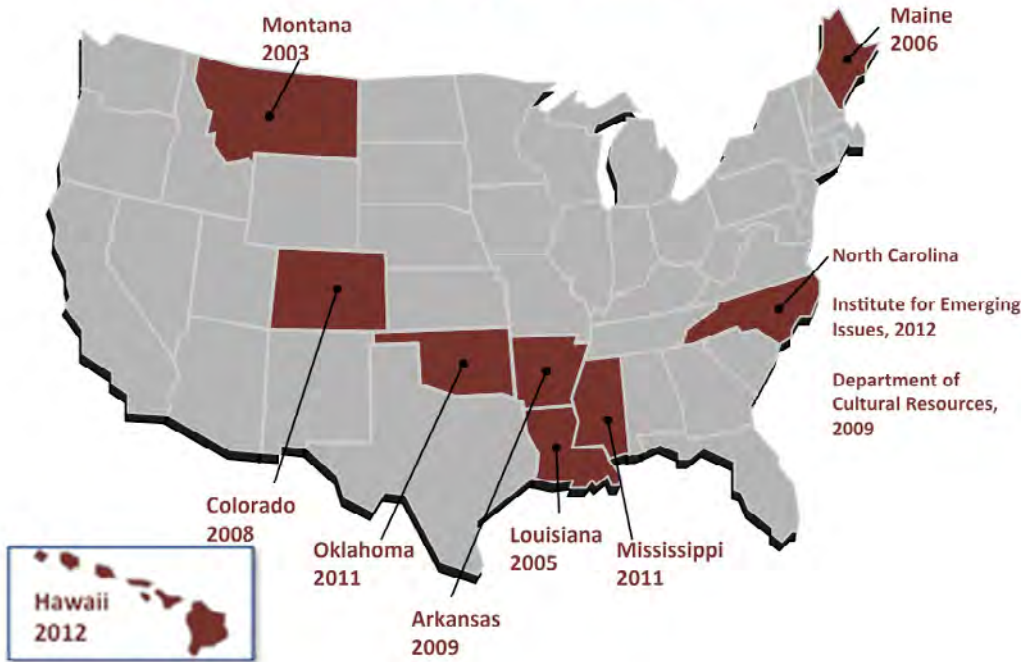 Montana
2003
Maine
2006
North Carolina
Institute for Emerging
Issues, 2012
Department of
Cultural Resources,
2009
Colorado
2008
Oklahoma
2011
Louisiana
2005
Mississippi
2011
Arkansas
2009
Hawaii
2012